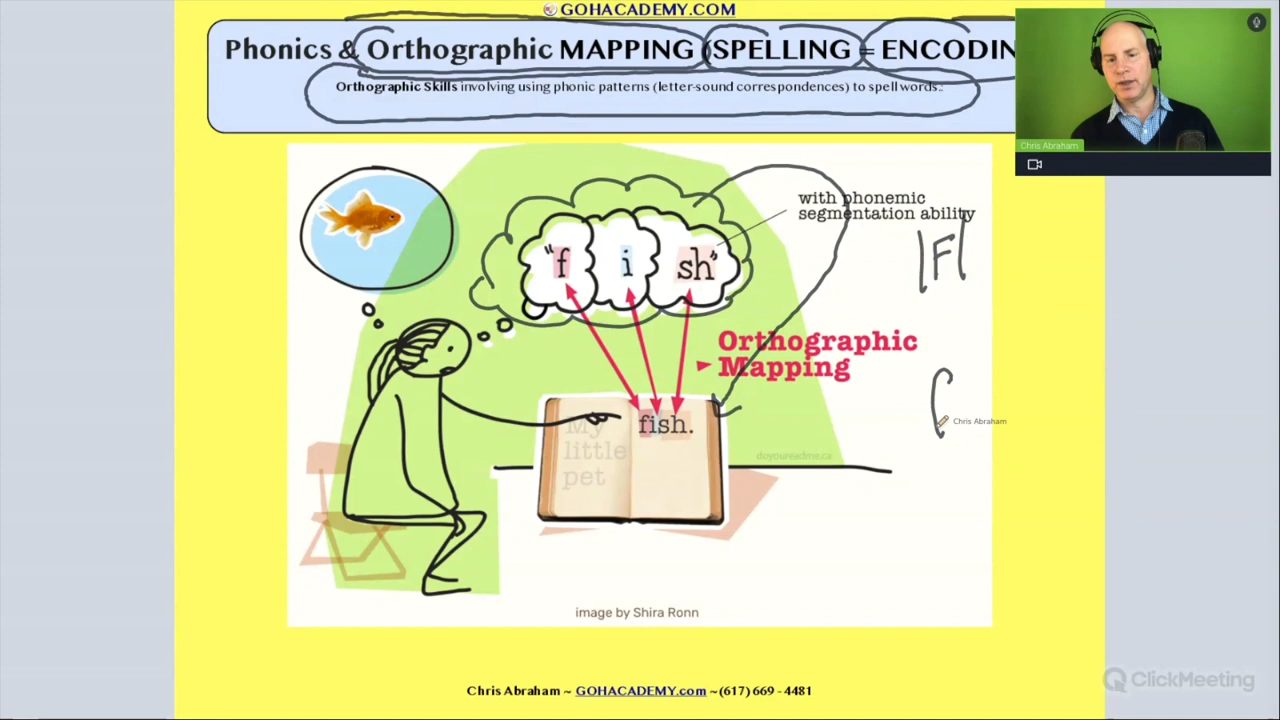 GOHACADEMY.COM
Phonics & Orthographic MAPPING (SPELLING = ENCODIN
Orthographic Skills involving using phonic patterns (letter-sound correspondences) to spell words.:
Chris Abraham
with phonemic
segmentation ability
"f i sh"
|F|
Orthographic
Mapping
Chris Abraham
My fish.
little
pet
doyoureadme.ca
image by Shira Ronn
ClickMeeting
Chris Abraham ~ GOHACADEMY.com ~(617) 669 - 4481